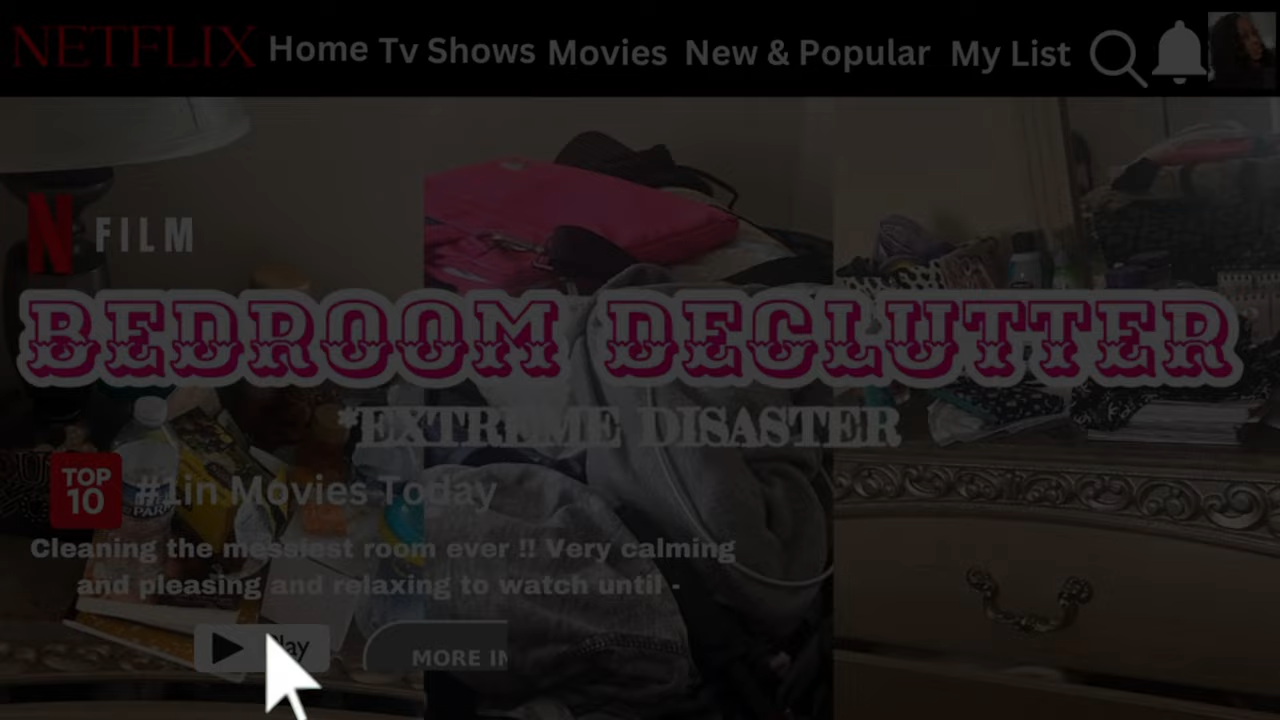 NETFLIX Home Tv Shows Movies New & Popular My List
N FILM
BEDROOM DECLUTTER
*EXTREME DISASTER
TOP 10 #1in Movies Today
Cleaning the messiest room ever !! Very calming
and pleasing and relaxing to watch until -
Play MORE IN